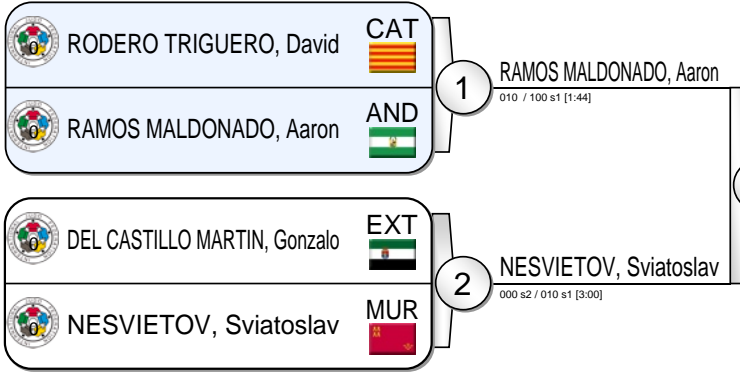 RODERO TRIGUERO, David CAT
RAMOS MALDONADO, Aaron AND
1
RAMOS MALDONADO, Aaron
010 / 100 s1 [1:44]
DEL CASTILLO MARTIN, Gonzalo EXT
NESVIETOV, Sviatoslav MUR
2
NESVIETOV, Sviatoslav
000 s2 / 010 s1 [3:00]